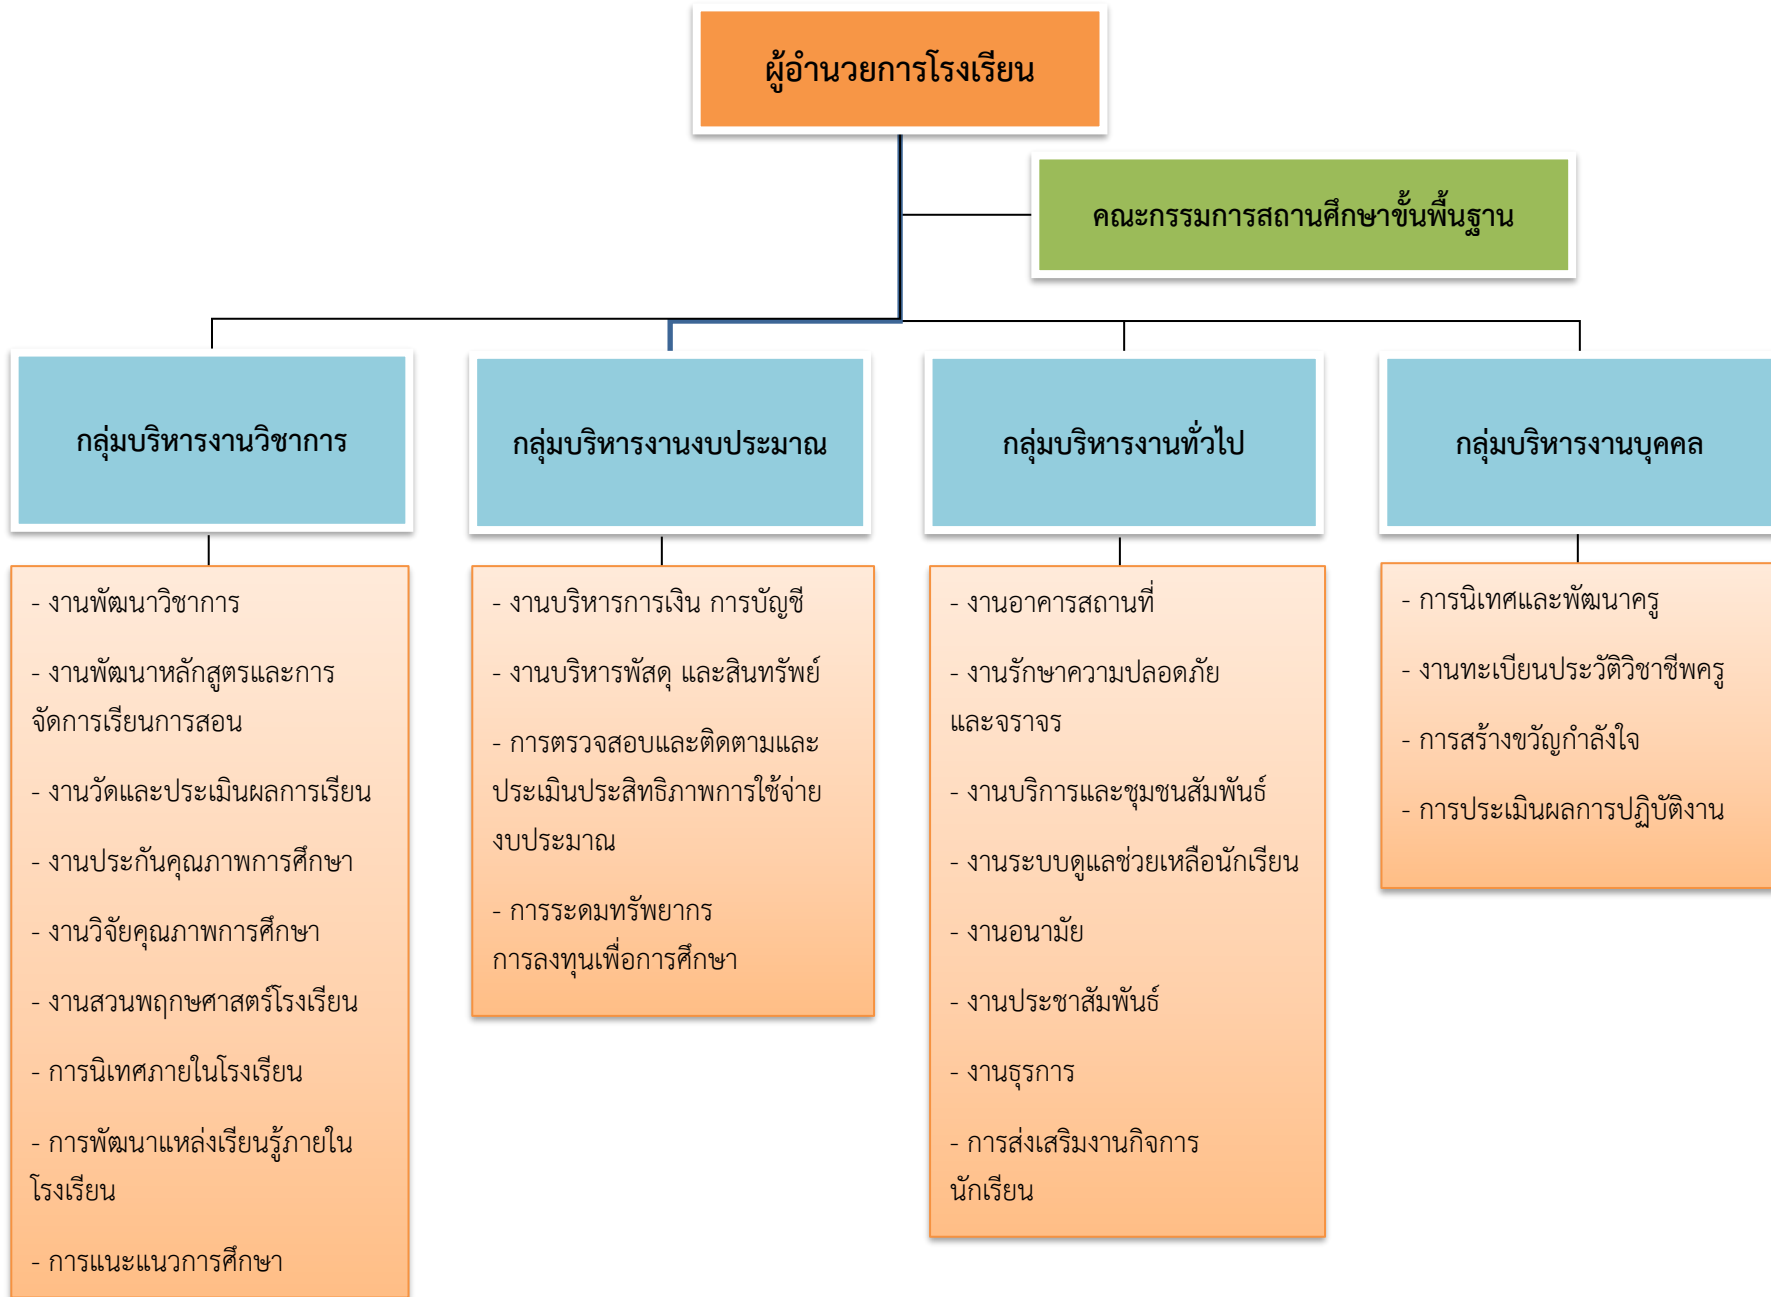 ผู้อำนวยการโรงเรียน
คณะกรรมการสถานศึกษาขั้นพื้นฐาน
กลุ่มบริหารงานวิชาการ
กลุ่มบริหารงานงบประมาณ
กลุ่มบริหารงานทั่วไป
กลุ่มบริหารงานบุคคล
- งานพัฒนาวิชาการ
- งานพัฒนาหลักสูตรและการ
จัดการเรียนการสอน
- งานวัดและประเมินผลการเรียน
- งานประกันคุณภาพการศึกษา
- งานวิจัยคุณภาพการศึกษา
- งานสวนพฤกษศาสตร์โรงเรียน
- การนิเทศภายในโรงเรียน
- การพัฒนาแหล่งเรียนรู้ภายใน
โรงเรียน
- การแนะแนวการศึกษา
- งานบริหารการเงิน การบัญชี
- งานบริหารพัสดุ และสินทรัพย์
- การตรวจสอบและติดตามและ
ประเมินประสิทธิภาพการใช้จ่าย
งบประมาณ
- การระดมทรัพยากร
การลงทุนเพื่อการศึกษา
- งานอาคารสถานที่
- งานรักษาความปลอดภัย
และจราจร
- งานบริการและชุมชนสัมพันธ์
- งานระบบดูแลช่วยเหลือนักเรียน
- งานอนามัย
- งานประชาสัมพันธ์
- งานธุรการ
- การส่งเสริมงานกิจการ
นักเรียน
- การนิเทศและพัฒนาครู
- งานทะเบียนประวัติวิชาชีพครู
- การสร้างขวัญกำลังใจ
- การประเมินผลการปฏิบัติงาน